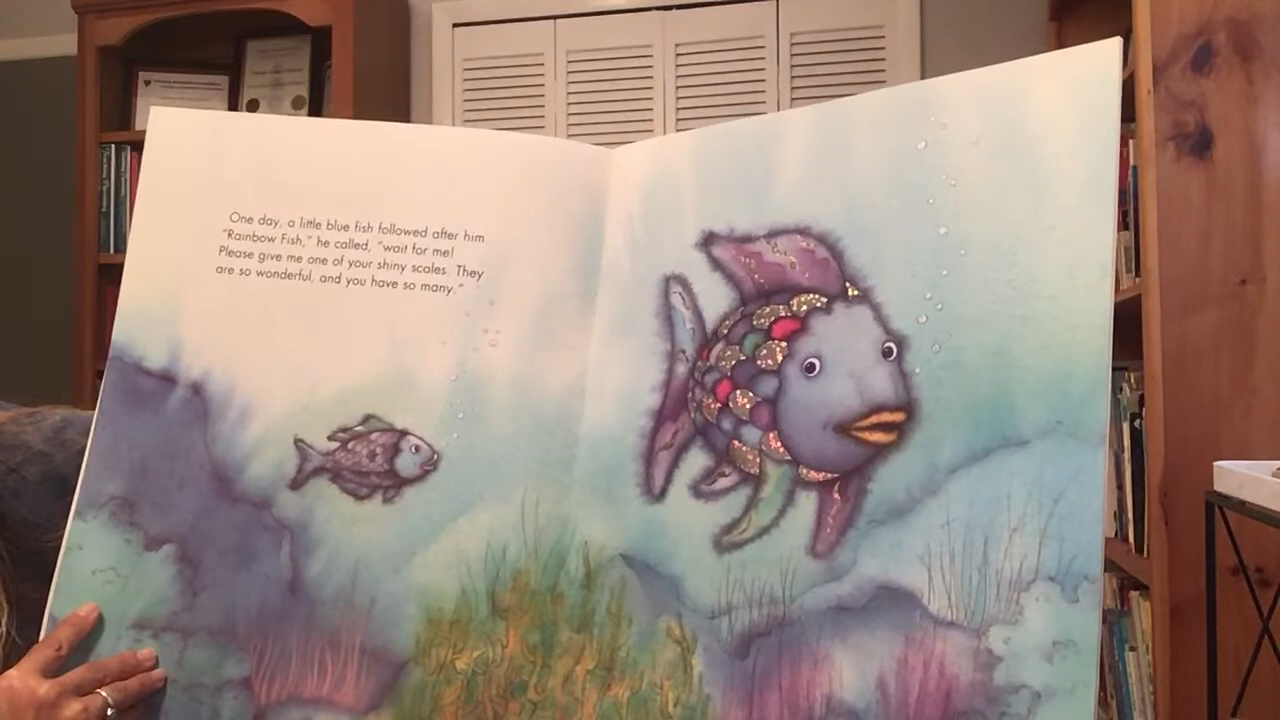 One day, a little blue fish followed after him.
"Rainbow Fish," he called, "wait for me!
Please give me one of your shiny scales. They
are so wonderful, and you have so many."